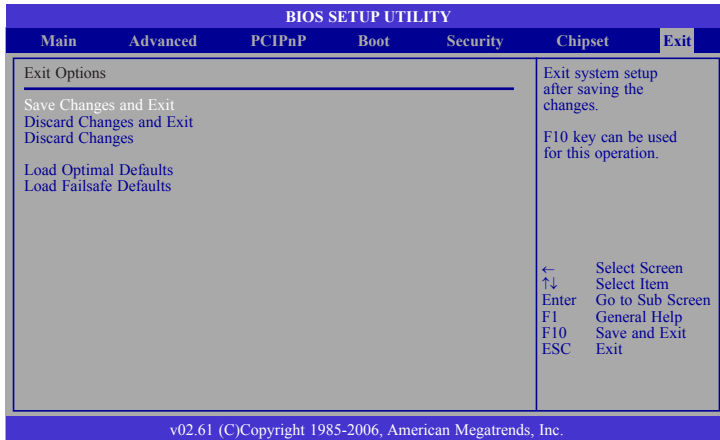 BIOS SETUP UTILITY
Main Advanced PCIPnP Boot Security Chipset Exit
Exit Options
Save Changes and Exit
Discard Changes and Exit
Discard Changes
Load Optimal Defaults
Load Failsafe Defaults
Exit system setup
after saving the
changes.
F10 key can be used
for this operation.
← Select Screen
↑↓ Select Item
Enter Go to Sub Screen
F1 General Help
F10 Save and Exit
ESC Exit
v02.61 (C)Copyright 1985-2006, American Megatrends, Inc.